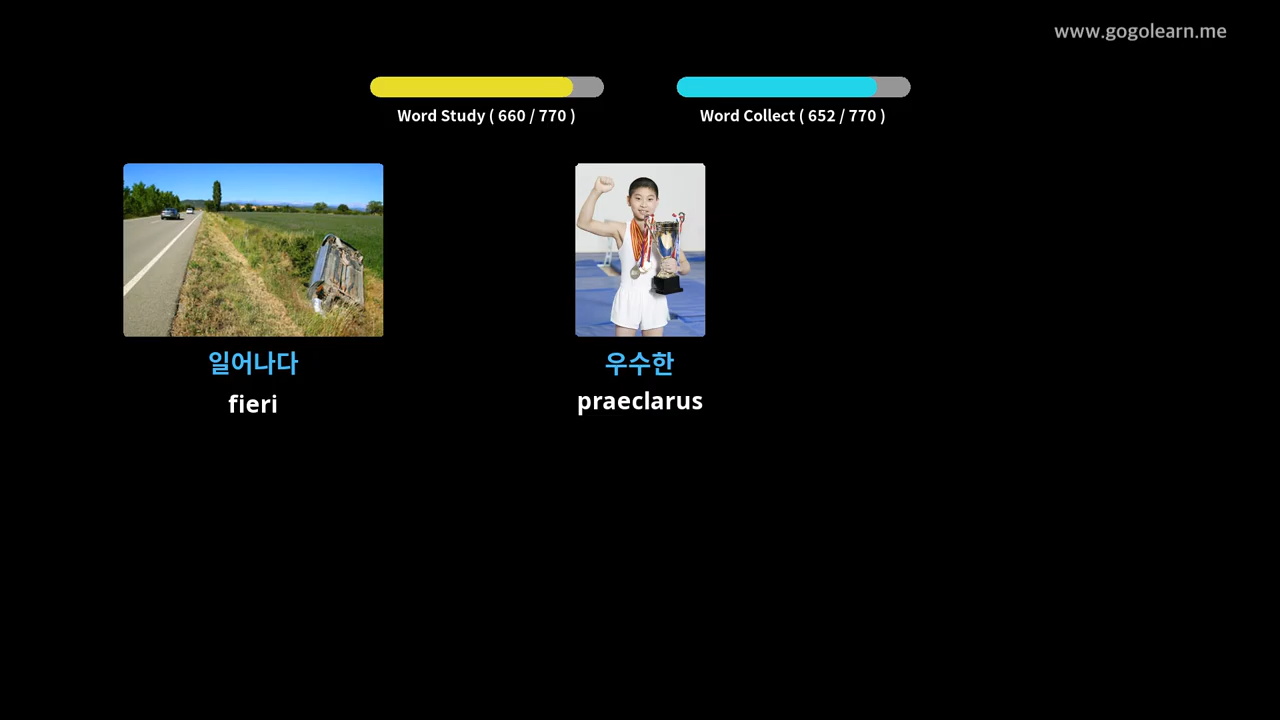 www.gogolearn.me
Word Study ( 660 / 770 )
Word Collect ( 652 / 770 )
일어나다
fieri
우수한
praeclarus